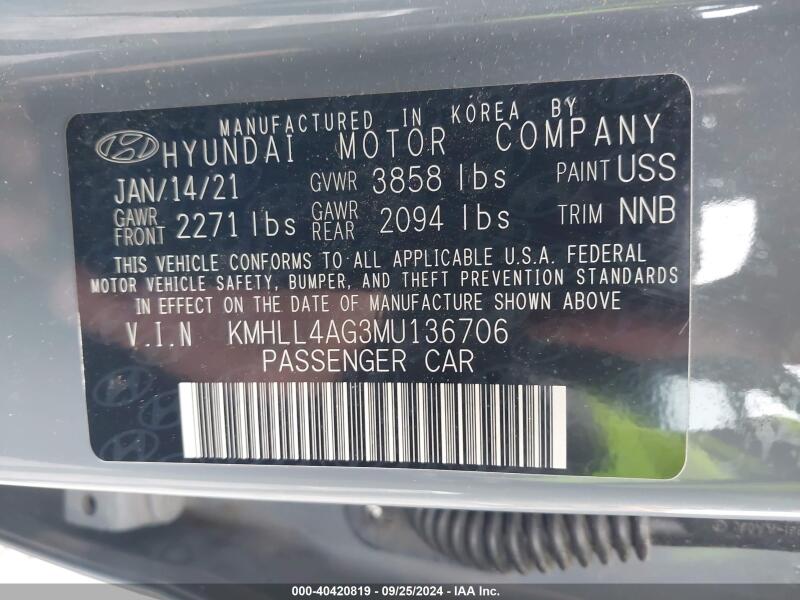 MANUFACTURED IN KOREA BY
HYUNDAI MOTOR COMPANY
JAN/14/21 GVWR 3858 lbs PAINT USS
GAWR FRONT 2271 lbs GAWR REAR 2094 lbs TRIM NNB
THIS VEHICLE CONFORMS TO ALL APPLICABLE U.S.A. FEDERAL
MOTOR VEHICLE SAFETY, BUMPER, AND THEFT PREVENTION STANDARDS
IN EFFECT ON THE DATE OF MANUFACTURE SHOWN ABOVE
V.I.N KMHLL4AG3MU136706
PASSENGER CAR
000-40420819 - 09/25/2024 - IAA Inc.